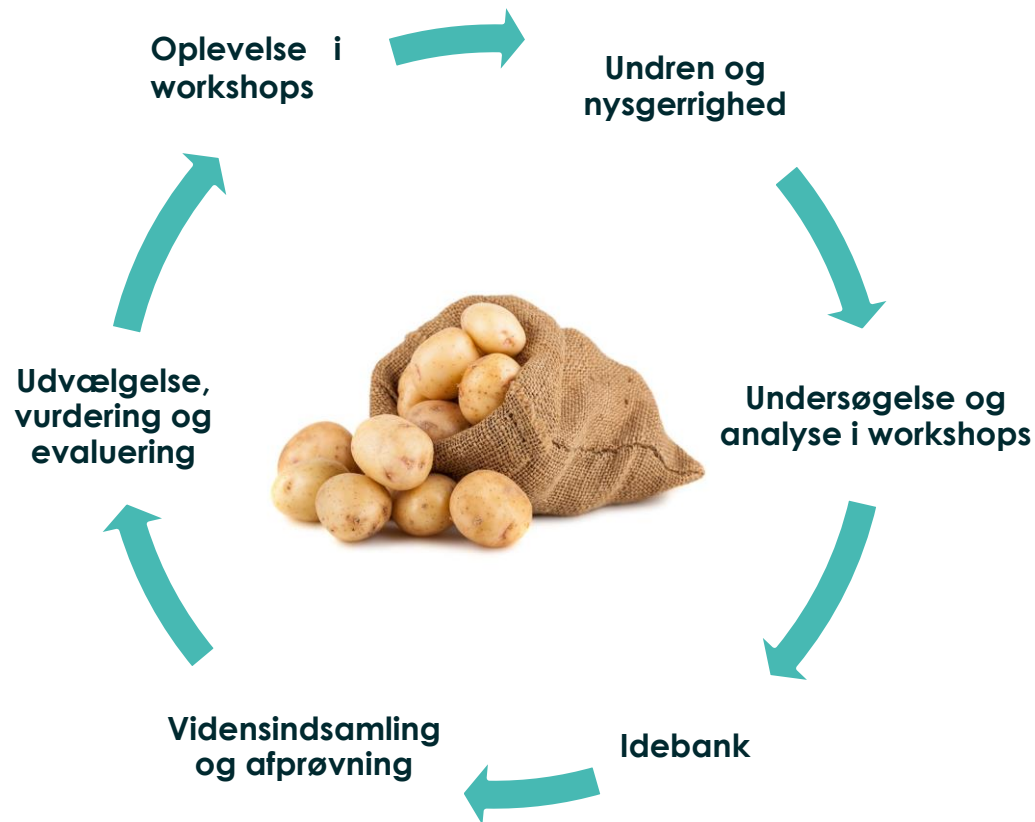 Oplevelse i
workshops
Undren og
nysgerrighed
Undersøgelse og
analyse i workshops
Idebank
Vidensindsamling
og afprøvning
Udvælgelse,
vurdering og
evaluering